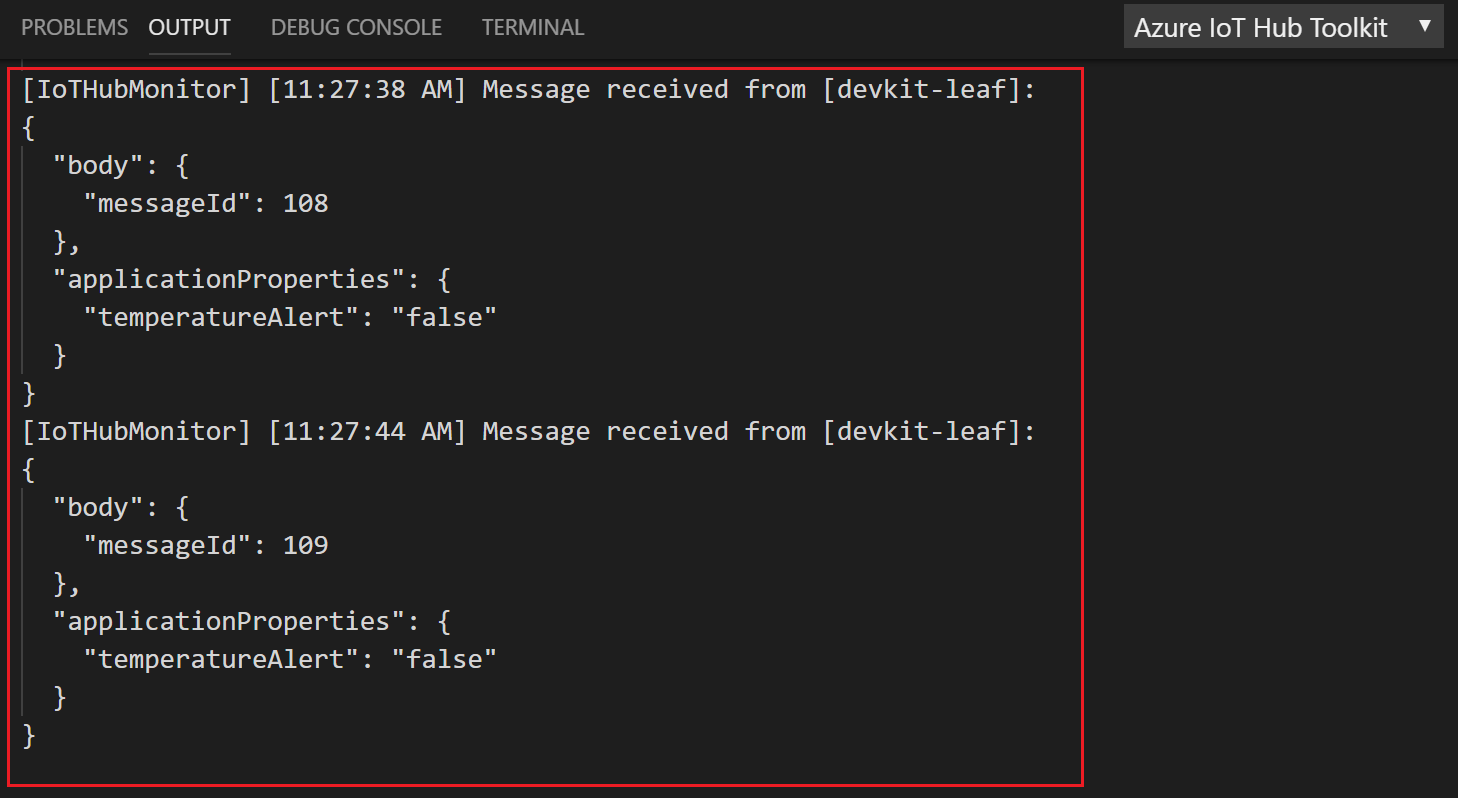 PROBLEMS OUTPUT DEBUG CONSOLE TERMINAL Azure IoT Hub Toolkit ▼
[IoTHubMonitor] [11:27:38 AM] Message received from [devkit-leaf]:
{
  "body": {
    "messageId": 108
  },
  "applicationProperties": {
    "temperatureAlert": "false"
  }
}
[IoTHubMonitor] [11:27:44 AM] Message received from [devkit-leaf]:
{
  "body": {
    "messageId": 109
  },
  "applicationProperties": {
    "temperatureAlert": "false"
  }
}